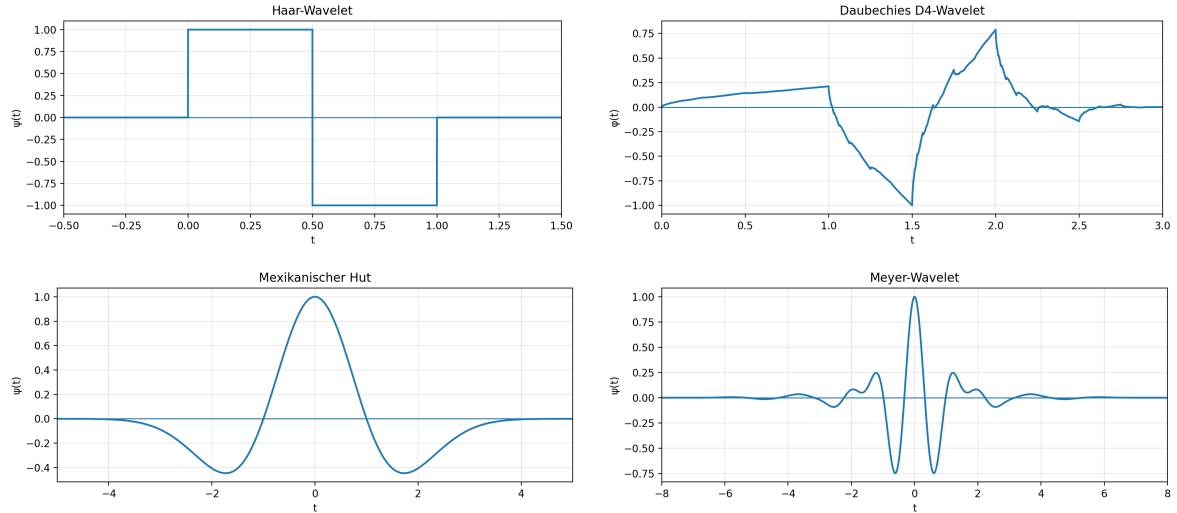 Haar-Wavelet
ψ(t)
1.00
0.75
0.50
0.25
0.00
−0.25
−0.50
−0.75
−1.00
−0.50 −0.25 0.00 0.25 0.50 0.75 1.00 1.25 1.50
t
Daubechies D4-Wavelet
φ(t)
0.75
0.50
0.25
0.00
−0.25
−0.50
−0.75
−1.00
0.0 0.5 1.0 1.5 2.0 2.5 3.0
t
Mexikanischer Hut
ψ(t)
1.0
0.8
0.6
0.4
0.2
0.0
−0.2
−0.4
−4 −2 0 2 4
t
Meyer-Wavelet
ψ(t)
1.00
0.75
0.50
0.25
0.00
−0.25
−0.50
−0.75
−8 −6 −4 −2 0 2 4 6 8
t